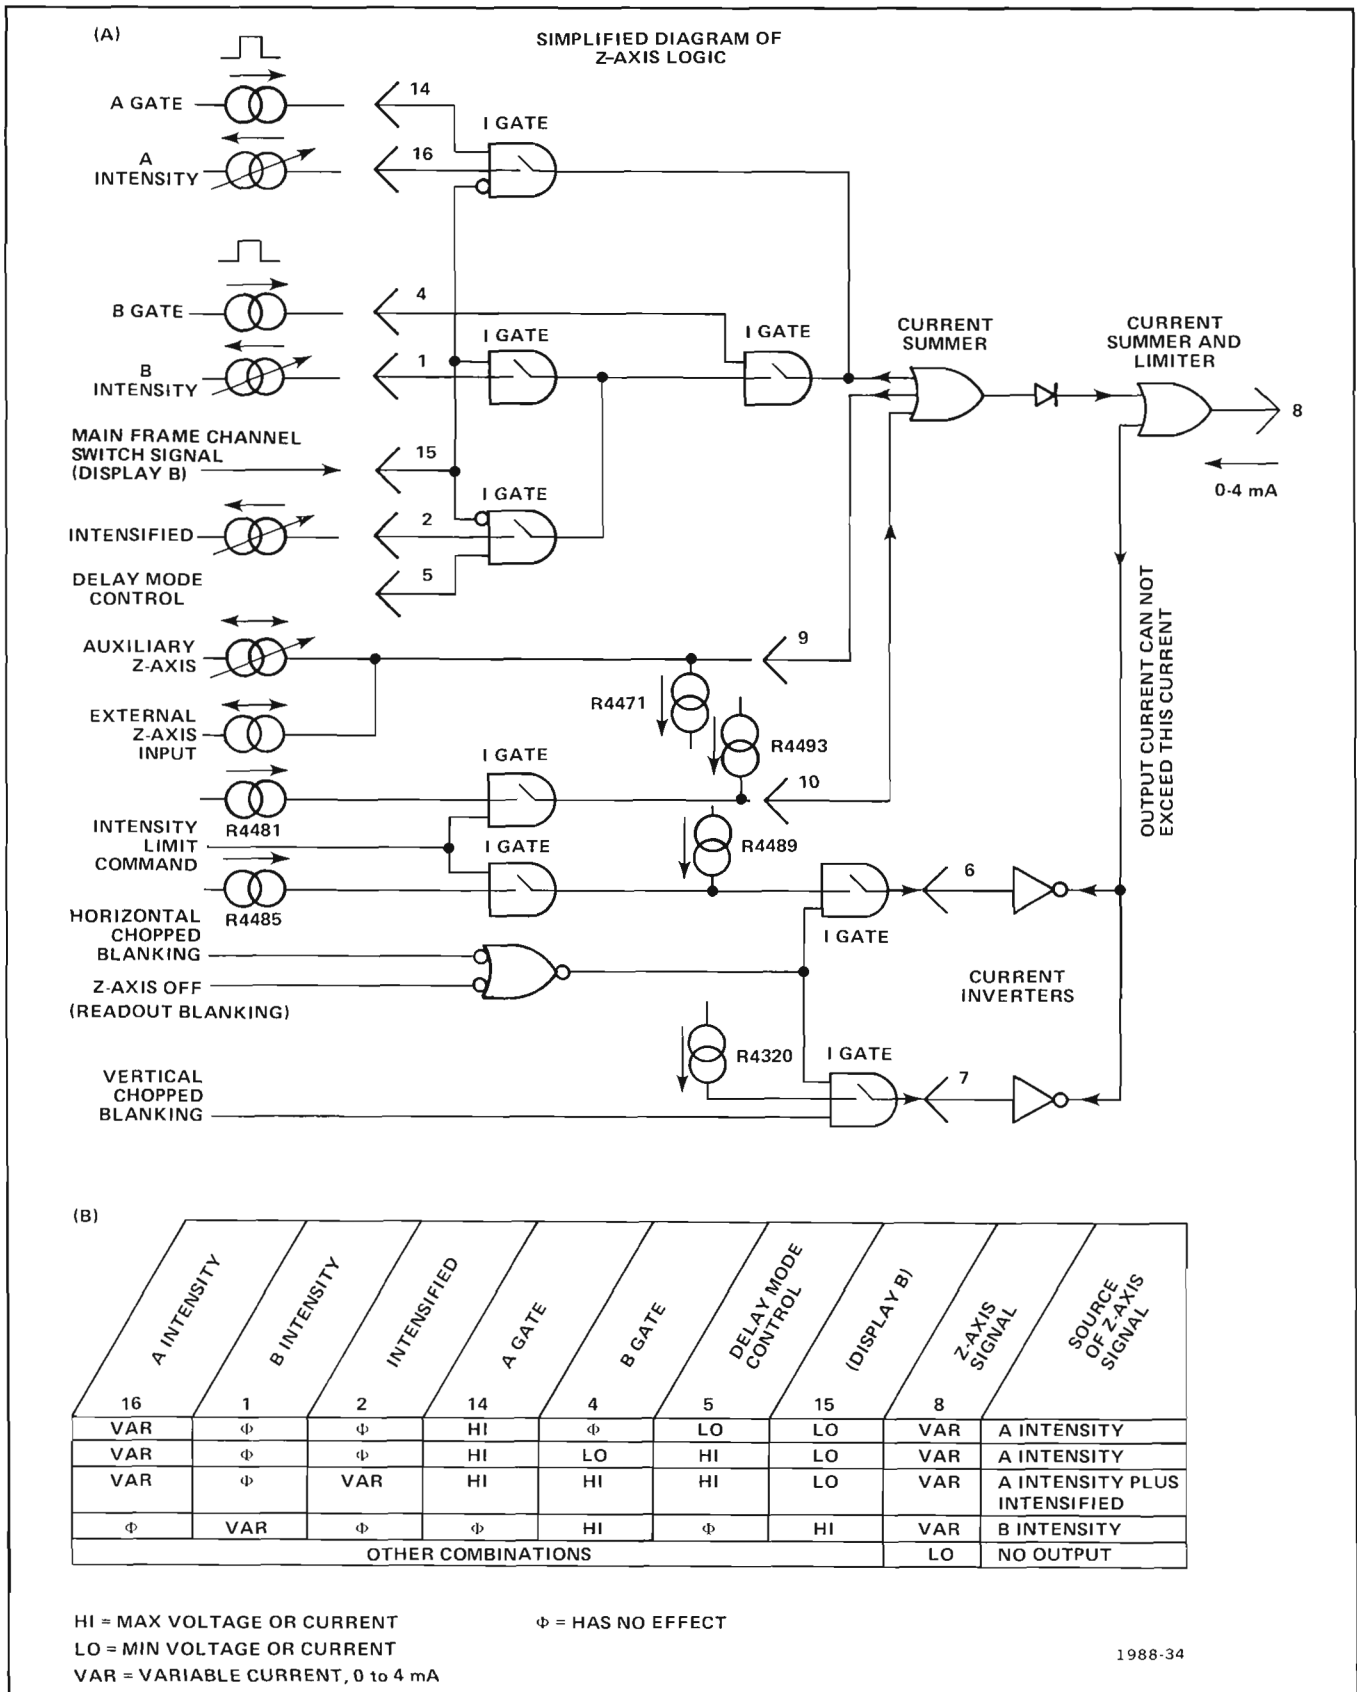 (A)
SIMPLIFIED DIAGRAM OF
Z-AXIS LOGIC
A GATE
14
I GATE
A
INTENSITY
16
B GATE
4
I GATE
I GATE
B
INTENSITY
1
CURRENT
SUMMER
CURRENT
SUMMER AND
LIMITER
8
0-4 mA
MAIN FRAME CHANNEL
SWITCH SIGNAL
(DISPLAY B)
15
I GATE
INTENSIFIED
2
DELAY MODE
CONTROL
5
OUTPUT CURRENT CAN NOT
EXCEED THIS CURRENT
AUXILIARY
Z-AXIS
9
R4471
EXTERNAL
Z-AXIS
INPUT
R4493
I GATE
10
R4481
INTENSITY
LIMIT
COMMAND
I GATE
R4489
R4485
6
I GATE
HORIZONTAL
CHOPPED
BLANKING
Z-AXIS OFF
(READOUT BLANKING)
CURRENT
INVERTERS
R4320
I GATE
7
VERTICAL
CHOPPED
BLANKING
(B)
A INTENSITY
B INTENSITY
INTENSIFIED
A GATE
B GATE
DELAY MODE
CONTROL
(DISPLAY B)
Z-AXIS
SIGNAL
SOURCE
OF Z-AXIS
SIGNAL
16 1 2 14 4 5 15 8
VAR Φ Φ HI Φ LO LO VAR A INTENSITY
VAR Φ Φ HI LO HI LO VAR A INTENSITY
VAR Φ VAR HI HI HI LO VAR A INTENSITY PLUS
INTENSIFIED
Φ VAR Φ Φ HI Φ HI VAR B INTENSITY
OTHER COMBINATIONS LO NO OUTPUT
HI = MAX VOLTAGE OR CURRENT Φ = HAS NO EFFECT
LO = MIN VOLTAGE OR CURRENT
VAR = VARIABLE CURRENT, 0 to 4 mA
1988-34